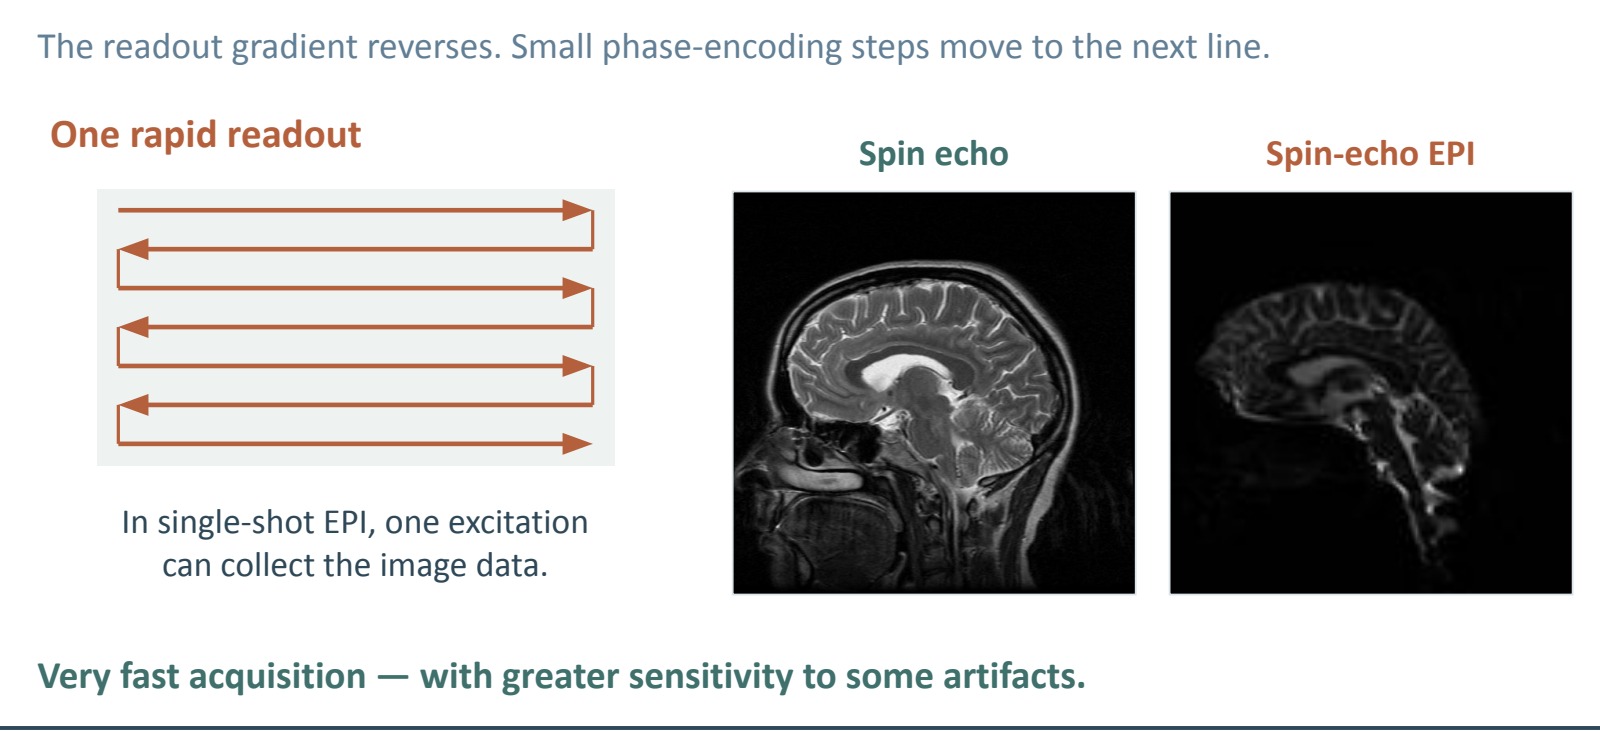 The readout gradient reverses. Small phase-encoding steps move to the next line.
One rapid readout
Spin echo
Spin-echo EPI
In single-shot EPI, one excitation
can collect the image data.
Very fast acquisition — with greater sensitivity to some artifacts.